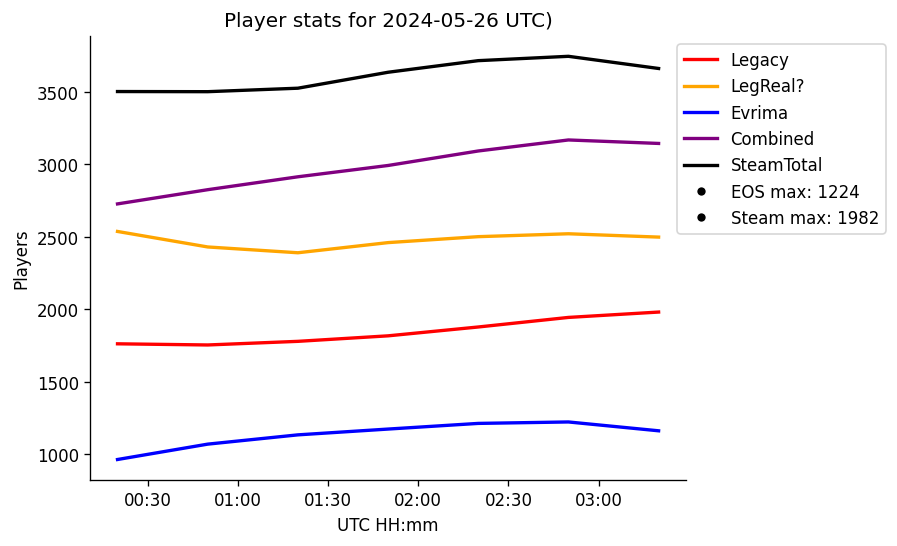 Player stats for 2024-05-26 UTC)
Players
3500
3000
2500
2000
1500
1000
00:30
01:00
01:30
02:00
02:30
03:00
UTC HH:mm
Legacy
LegReal?
Evrima
Combined
SteamTotal
EOS max: 1224
Steam max: 1982